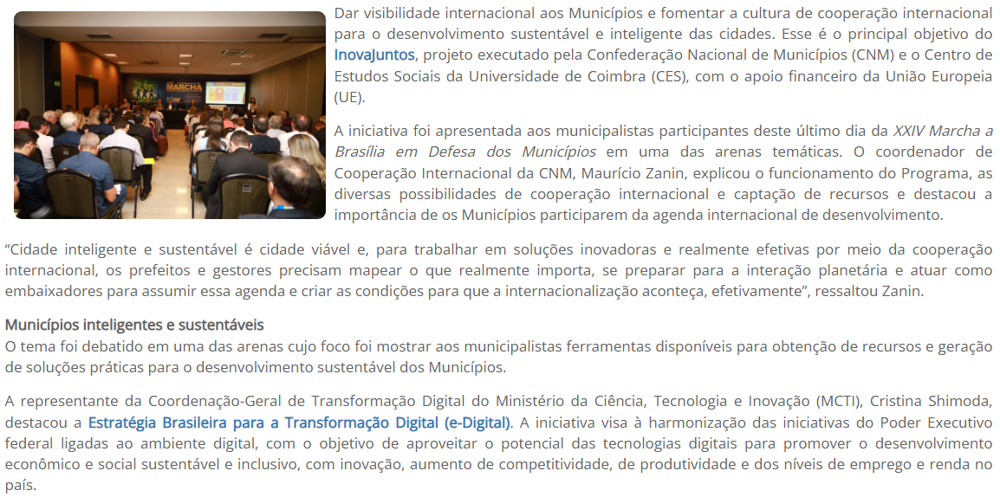 MARCHA
Dar visibilidade internacional aos Municípios e fomentar a cultura de cooperação internacional
para o desenvolvimento sustentável e inteligente das cidades. Esse é o principal objetivo do
InovaJuntos, projeto executado pela Confederação Nacional de Municípios (CNM) e o Centro de
Estudos Sociais da Universidade de Coimbra (CES), com o apoio financeiro da União Europeia
(UE).
A iniciativa foi apresentada aos municipalistas participantes deste último dia da XXIV Marcha a
Brasília em Defesa dos Municípios em uma das arenas temáticas. O coordenador de
Cooperação Internacional da CNM, Maurício Zanin, explicou o funcionamento do Programa, as
diversas possibilidades de cooperação internacional e captação de recursos e destacou a
importância de os Municípios participarem da agenda internacional de desenvolvimento.
“Cidade inteligente e sustentável é cidade viável e, para trabalhar em soluções inovadoras e realmente efetivas por meio da cooperação
internacional, os prefeitos e gestores precisam mapear o que realmente importa, se preparar para a interação planetária e atuar como
embaixadores para assumir essa agenda e criar as condições para que a internacionalização aconteça, efetivamente”, ressaltou Zanin.
Municípios inteligentes e sustentáveis
O tema foi debatido em uma das arenas cujo foco foi mostrar aos municipalistas ferramentas disponíveis para obtenção de recursos e geração
de soluções práticas para o desenvolvimento sustentável dos Municípios.
A representante da Coordenação-Geral de Transformação Digital do Ministério da Ciência, Tecnologia e Inovação (MCTI), Cristina Shimoda,
destacou a Estratégia Brasileira para a Transformação Digital (e-Digital). A iniciativa visa à harmonização das iniciativas do Poder Executivo
federal ligadas ao ambiente digital, com o objetivo de aproveitar o potencial das tecnologias digitais para promover o desenvolvimento
econômico e social sustentável e inclusivo, com inovação, aumento de competitividade, de produtividade e dos níveis de emprego e renda no
país.